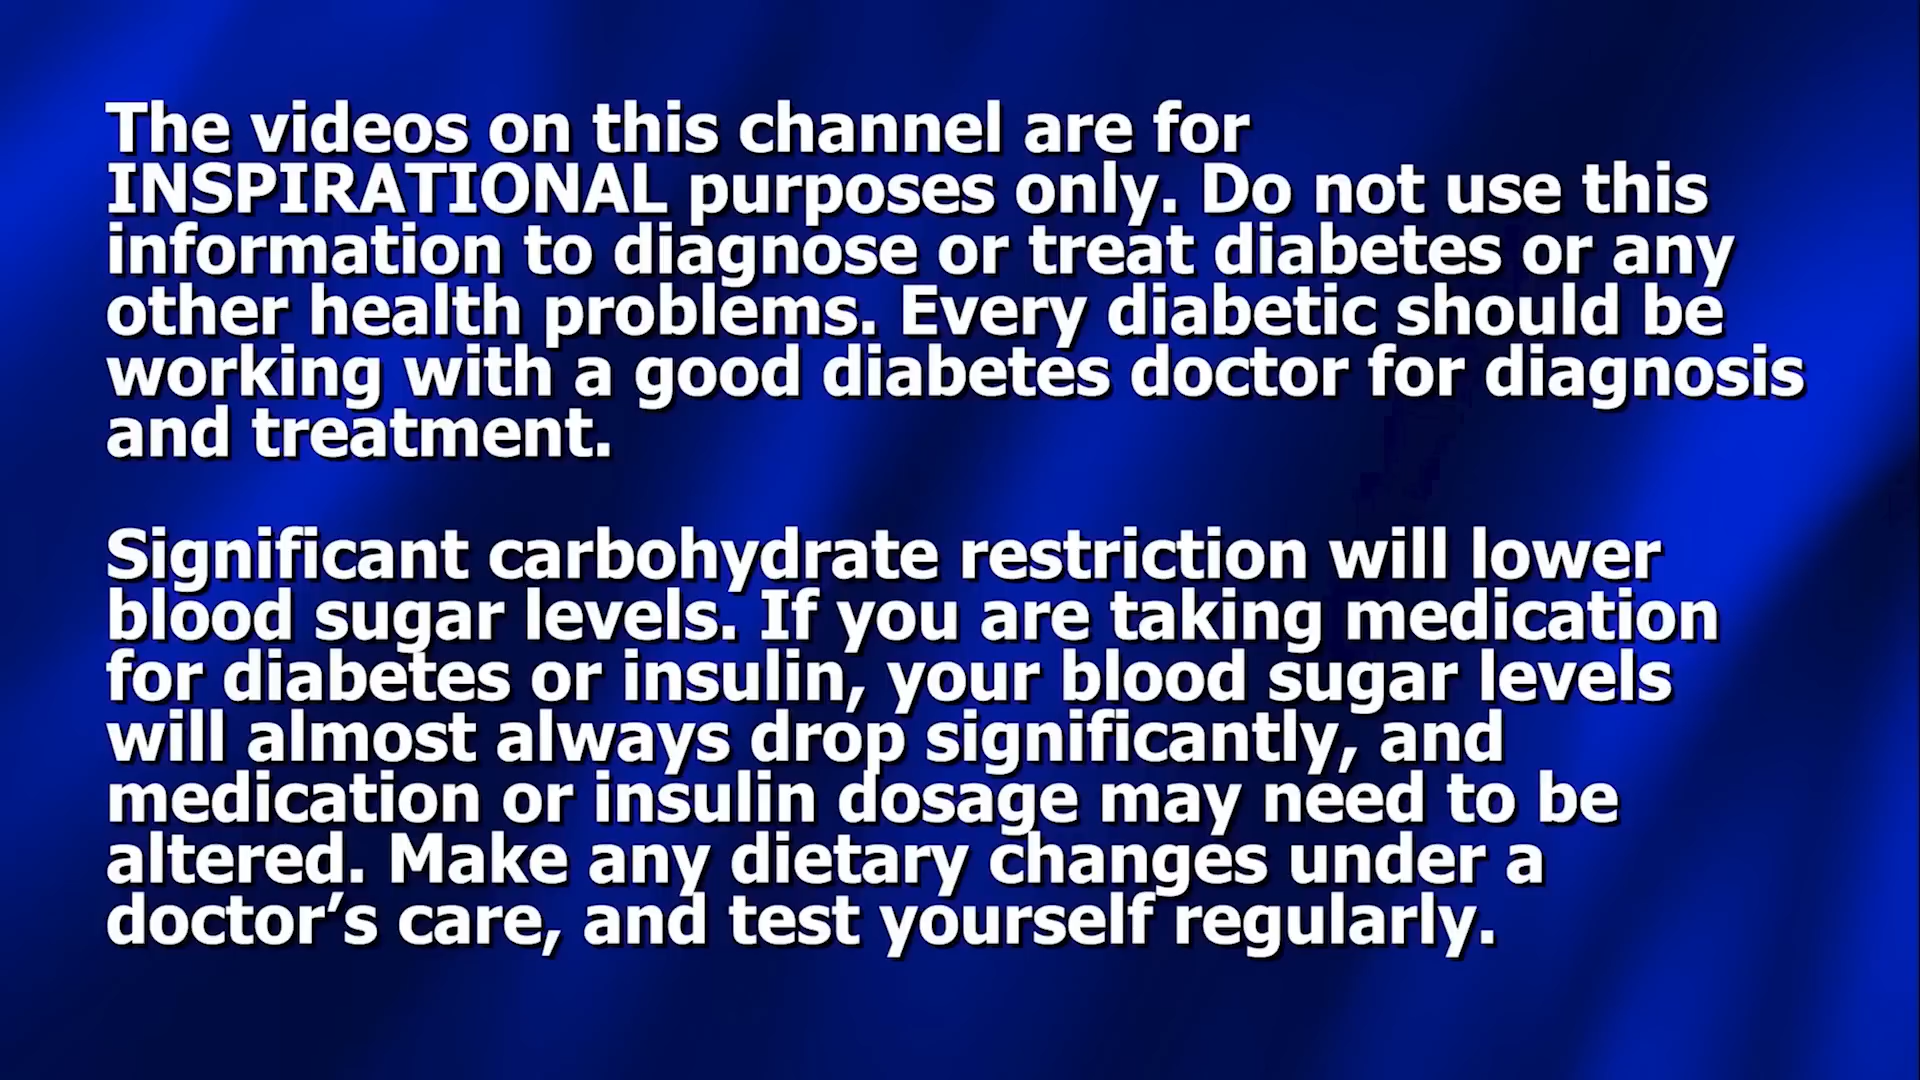 The videos on this channel are for
INSPIRATIONAL purposes only. Do not use this
information to diagnose or treat diabetes or any
other health problems. Every diabetic should be
working with a good diabetes doctor for diagnosis
and treatment.
Significant carbohydrate restriction will lower
blood sugar levels. If you are taking medication
for diabetes or insulin, your blood sugar levels
will almost always drop significantly, and
medication or insulin dosage may need to be
altered. Make any dietary changes under a
doctor’s care, and test yourself regularly.